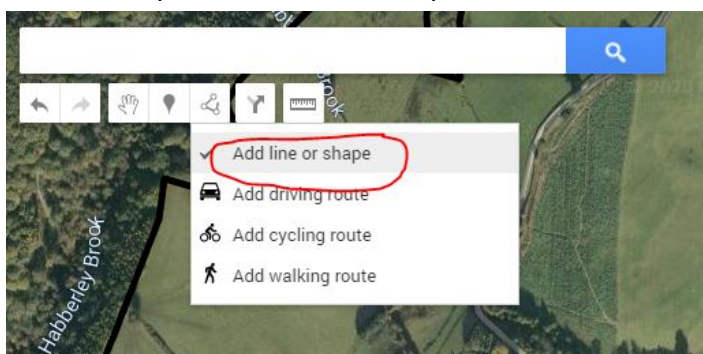 brook
Add line or shape
Add driving route
Add cycling route
Add walking route
Habberley Brook